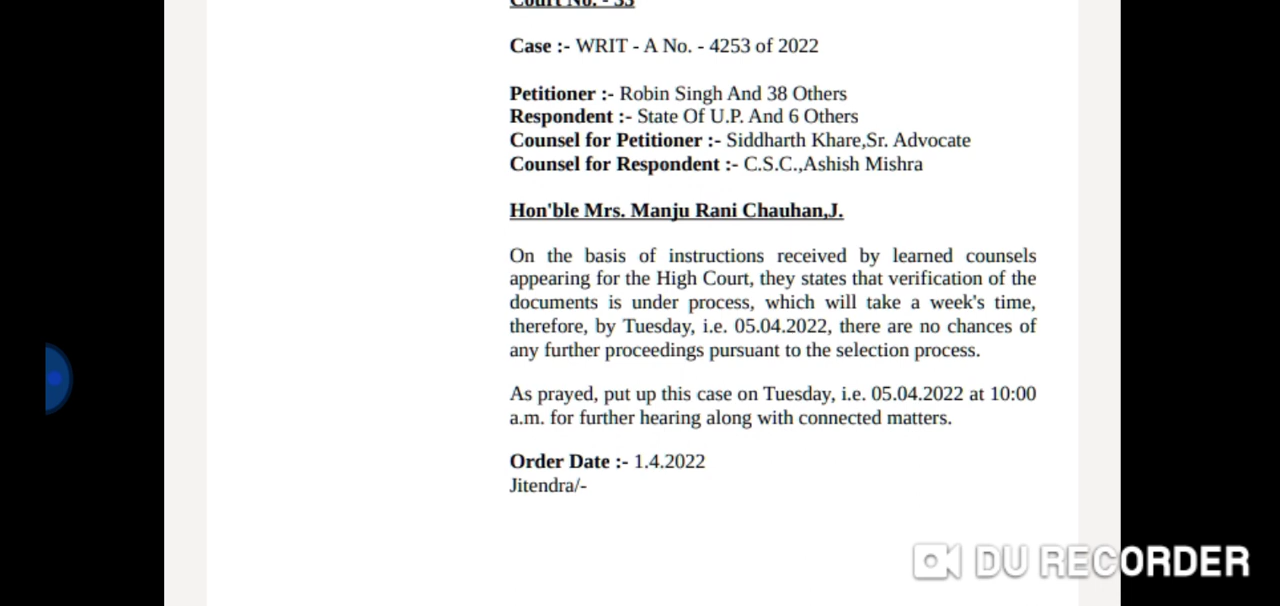 Court No. - 33
Case :- WRIT - A No. - 4253 of 2022
Petitioner :- Robin Singh And 38 Others
Respondent :- State Of U.P. And 6 Others
Counsel for Petitioner :- Siddharth Khare,Sr. Advocate
Counsel for Respondent :- C.S.C.,Ashish Mishra
Hon'ble Mrs. Manju Rani Chauhan,J.
On the basis of instructions received by learned counsels
appearing for the High Court, they states that verification of the
documents is under process, which will take a week's time,
therefore, by Tuesday, i.e. 05.04.2022, there are no chances of
any further proceedings pursuant to the selection process.
As prayed, put up this case on Tuesday, i.e. 05.04.2022 at 10:00
a.m. for further hearing along with connected matters.
Order Date :- 1.4.2022
Jitendra/-
DU RECORDER